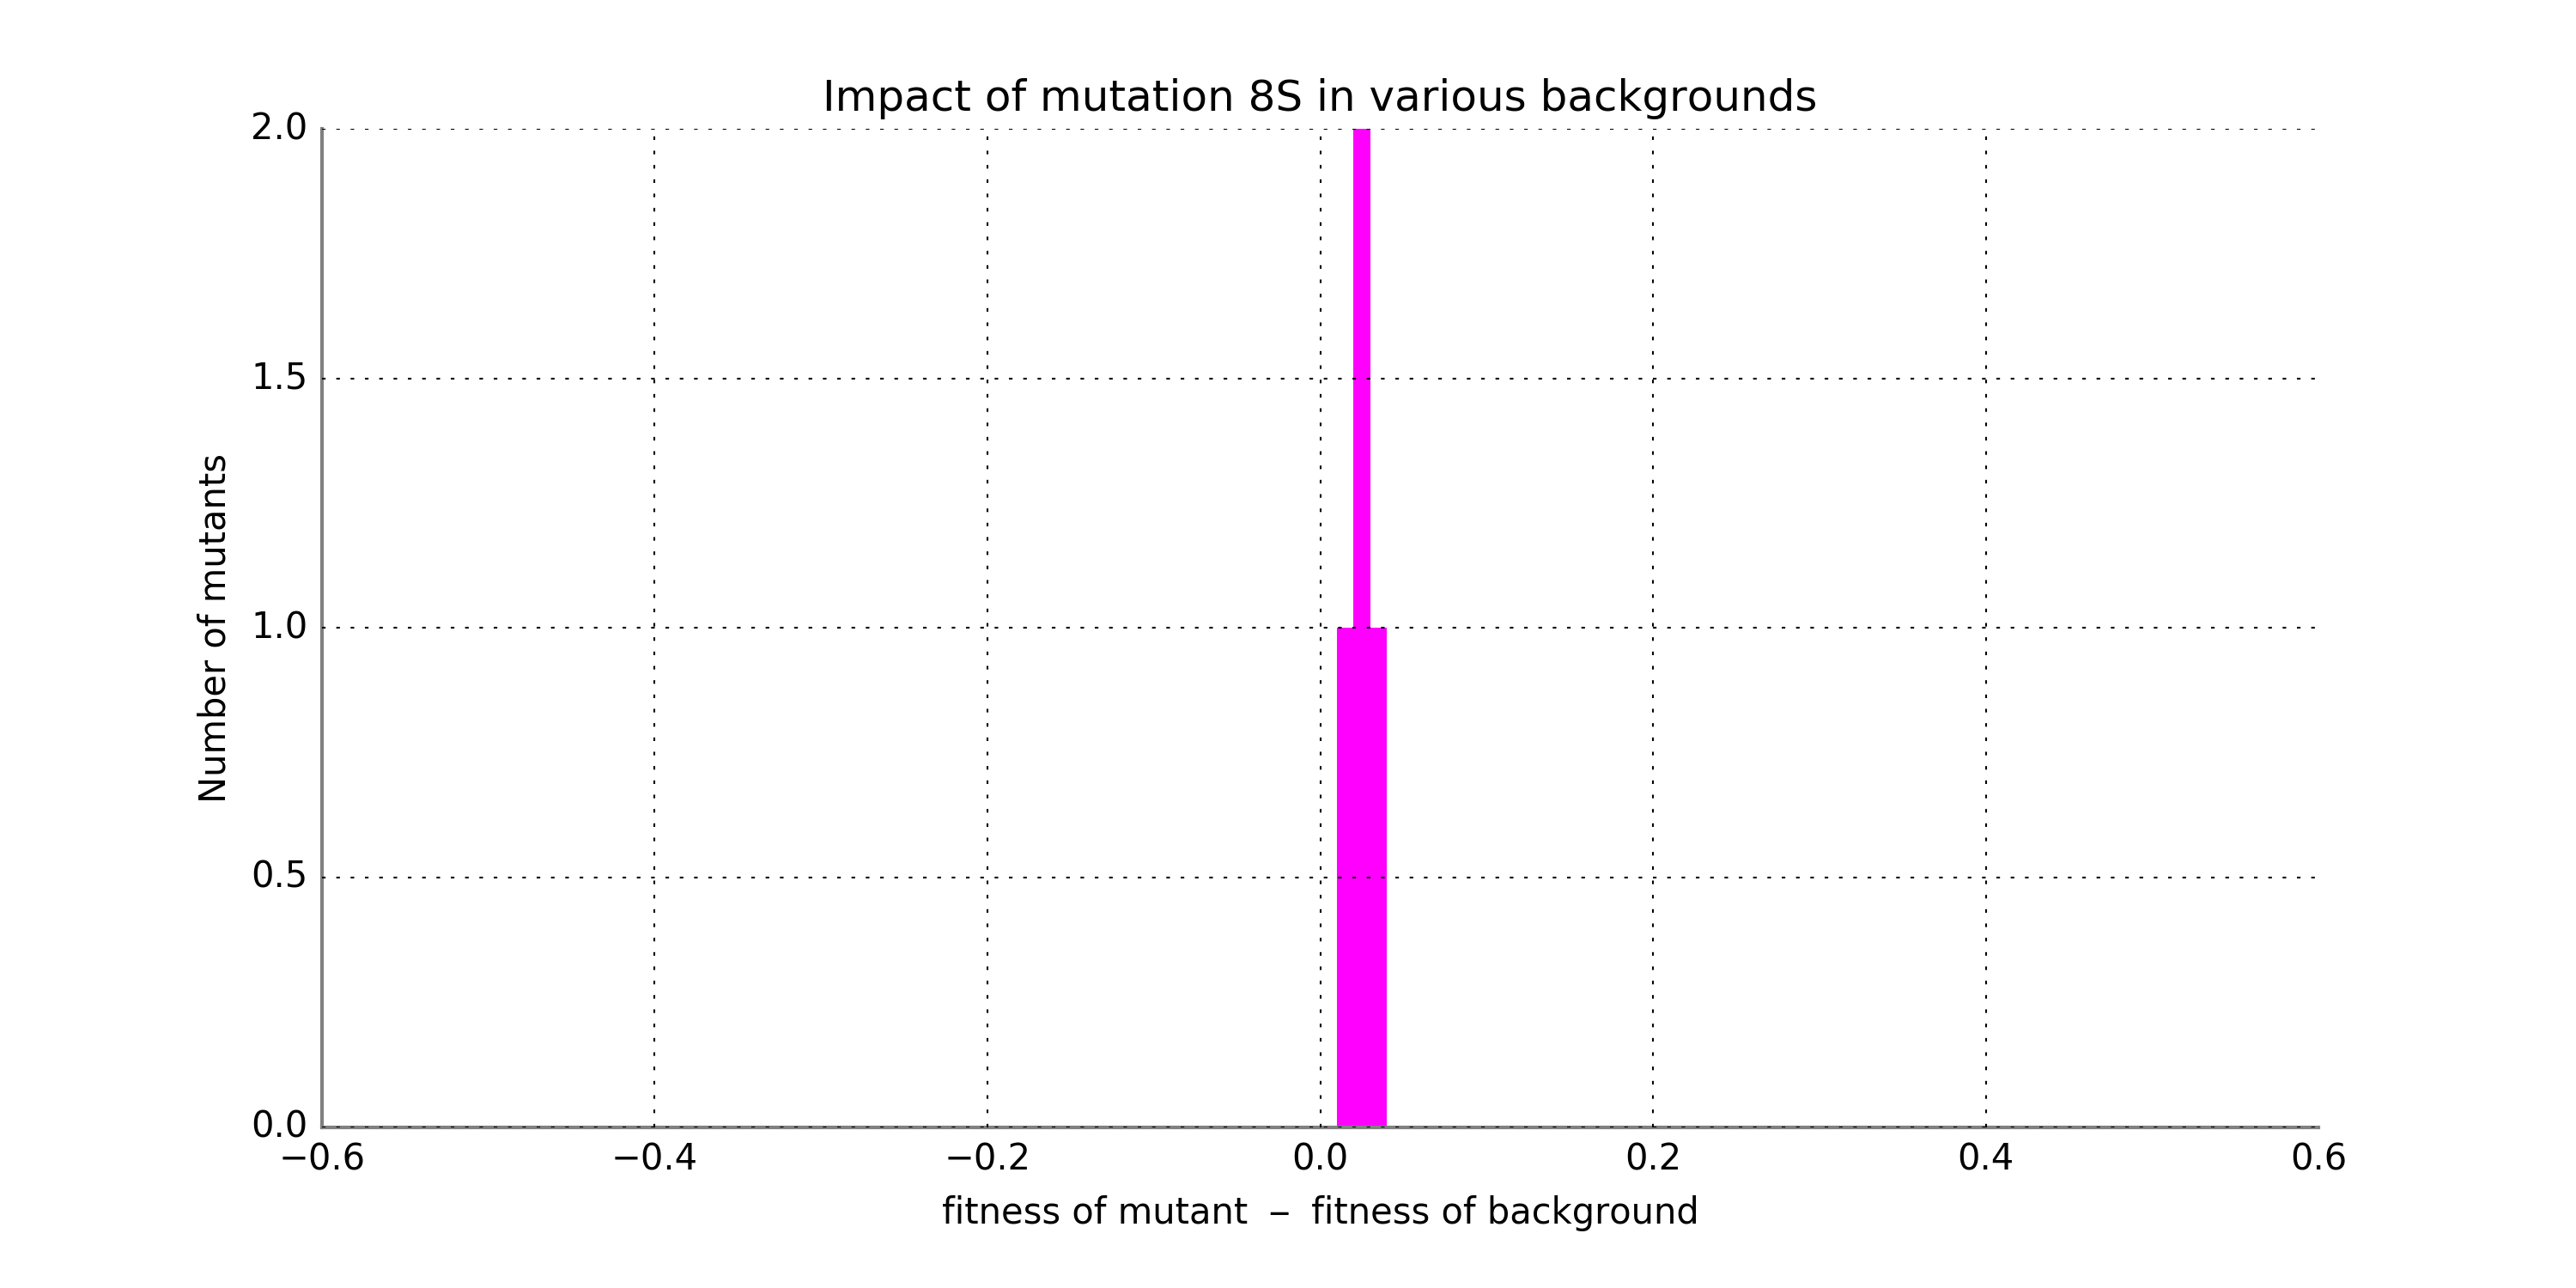 Impact of mutation 8S in various backgrounds
2.0
1.5
1.0
0.5
0.0
Number of mutants
−0.6 −0.4 −0.2 0.0 0.2 0.4 0.6
fitness of mutant − fitness of background